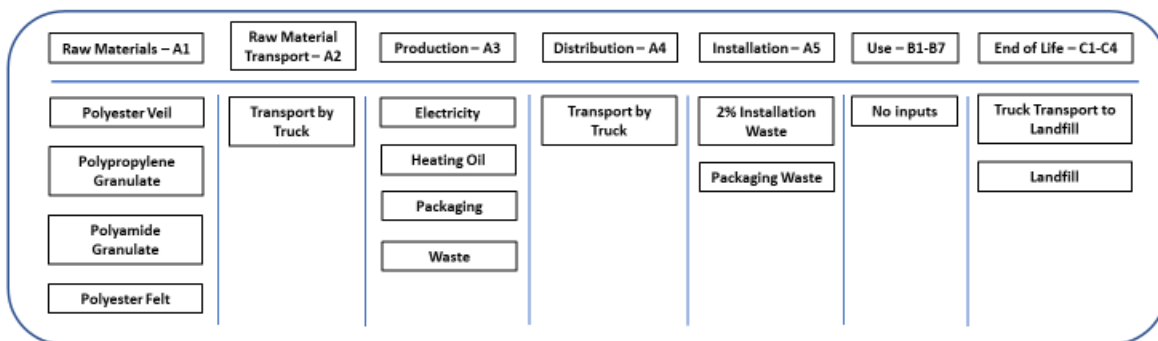 Raw Materials – A1
Raw Material
Transport – A2
Production – A3
Distribution – A4
Installation – A5
Use – B1-B7
End of Life – C1-C4
Polyester Veil
Polypropylene
Granulate
Polyamide
Granulate
Polyester Felt
Transport by
Truck
Electricity
Heating Oil
Packaging
Waste
Transport by
Truck
2% Installation
Waste
Packaging Waste
No inputs
Truck Transport to
Landfill
Landfill